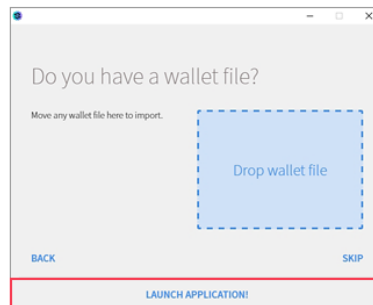 Do you have a wallet file?
Move any wallet file here to import.
Drop wallet file
BACK
SKIP
LAUNCH APPLICATION!